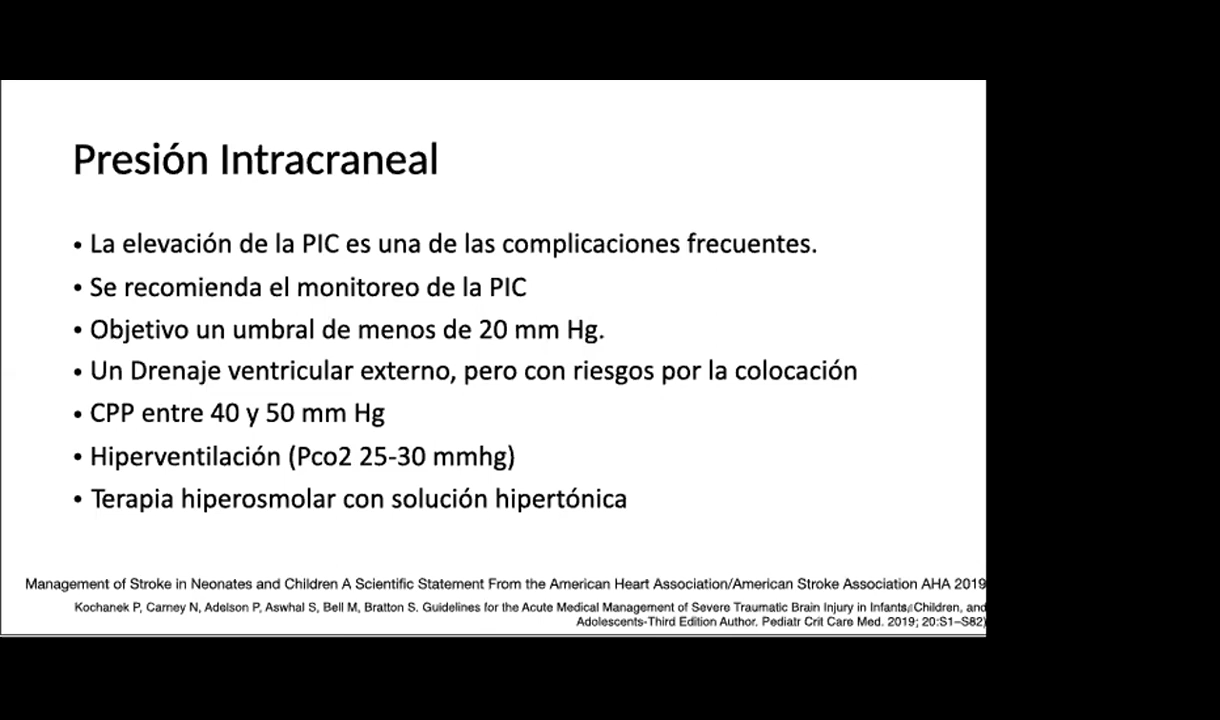 Presión Intracraneal
• La elevación de la PIC es una de las complicaciones frecuentes.
• Se recomienda el monitoreo de la PIC
• Objetivo un umbral de menos de 20 mm Hg.
• Un Drenaje ventricular externo, pero con riesgos por la colocación
• CPP entre 40 y 50 mm Hg
• Hiperventilación (Pco2 25-30 mmhg)
• Terapia hiperosmolar con solución hipertónica
Management of Stroke in Neonates and Children A Scientific Statement From the American Heart Association/American Stroke Association AHA 2019
Kochanek P, Carney N, Adelson P, Aswhal S, Bell M, Bratton S. Guidelines for the Acute Medical Management of Severe Traumatic Brain Injury in Infants, Children, and
Adolescents-Third Edition Author. Pediatr Crit Care Med. 2019; 20:S1–S82)